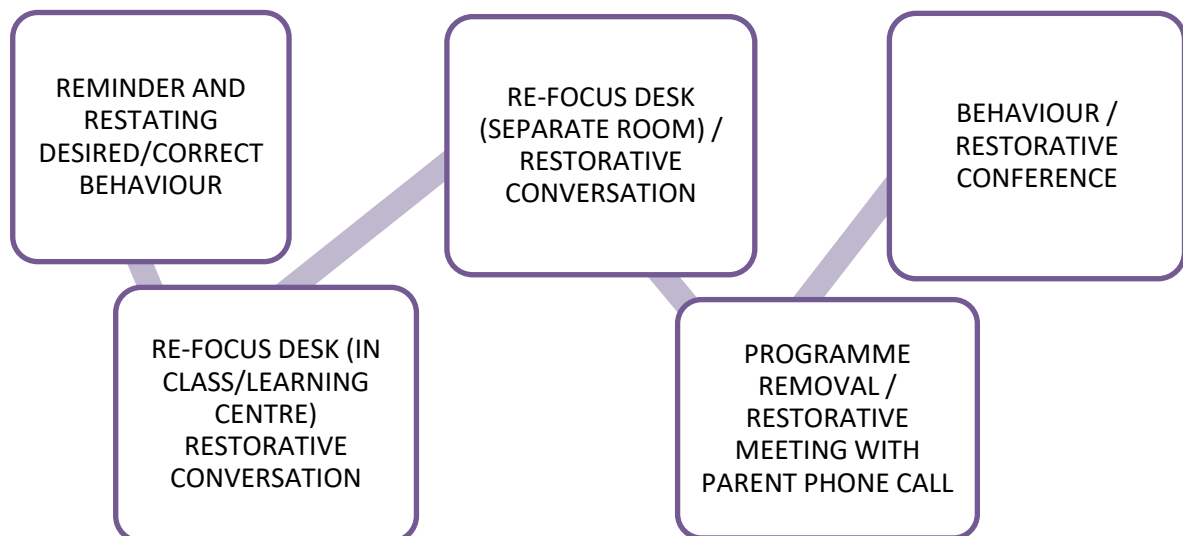 REMINDER AND
RESTATING
DESIRED/CORRECT
BEHAVIOUR
RE-FOCUS DESK (IN
CLASS/LEARNING
CENTRE)
RESTORATIVE
CONVERSATION
RE-FOCUS DESK
(SEPARATE ROOM) /
RESTORATIVE
CONVERSATION
PROGRAMME
REMOVAL /
RESTORATIVE
MEETING WITH
PARENT PHONE CALL
BEHAVIOUR /
RESTORATIVE
CONFERENCE